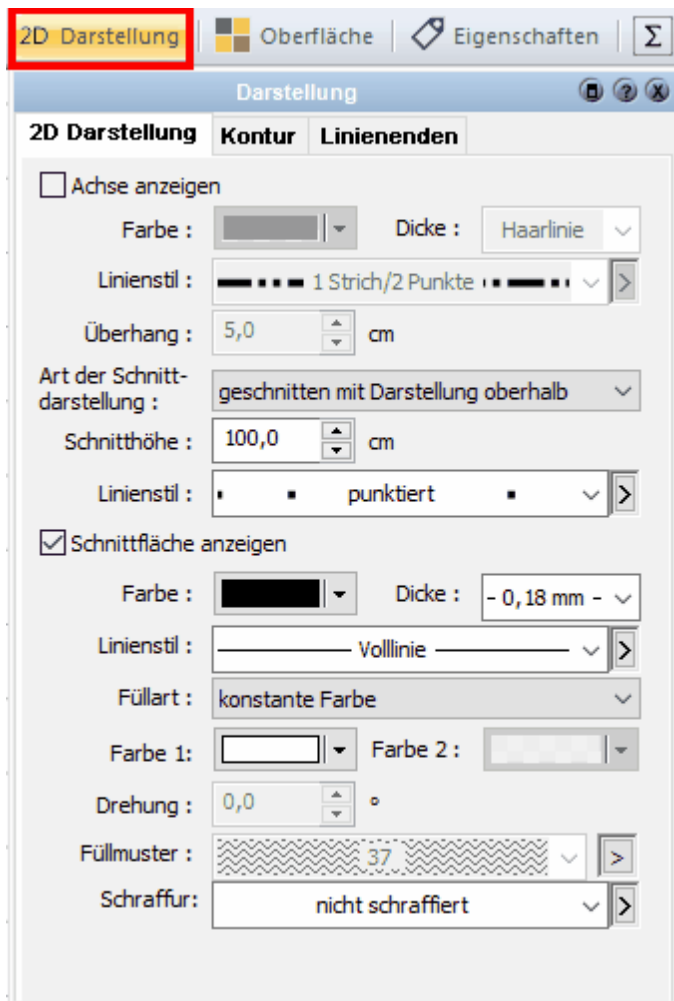 2D Darstellung Oberfläche Eigenschaften Σ
Darstellung
2D Darstellung Kontur Linienenden
Achse anzeigen
Farbe : Dicke : Haarlinie
Linienstil : 1 Strich/2 Punkte >
Überhang : 5,0 cm
Art der Schnitt-
darstellung : geschnitten mit Darstellung oberhalb
Schnitthöhe : 100,0 cm
Linienstil : punktiert >
Schnittfläche anzeigen
Farbe : Dicke : - 0,18 mm -
Linienstil : Volllinie >
Füllart : konstante Farbe
Farbe 1: Farbe 2 :
Drehung : 0,0 °
Füllmuster : 37 >
Schraffur: nicht schraffiert >